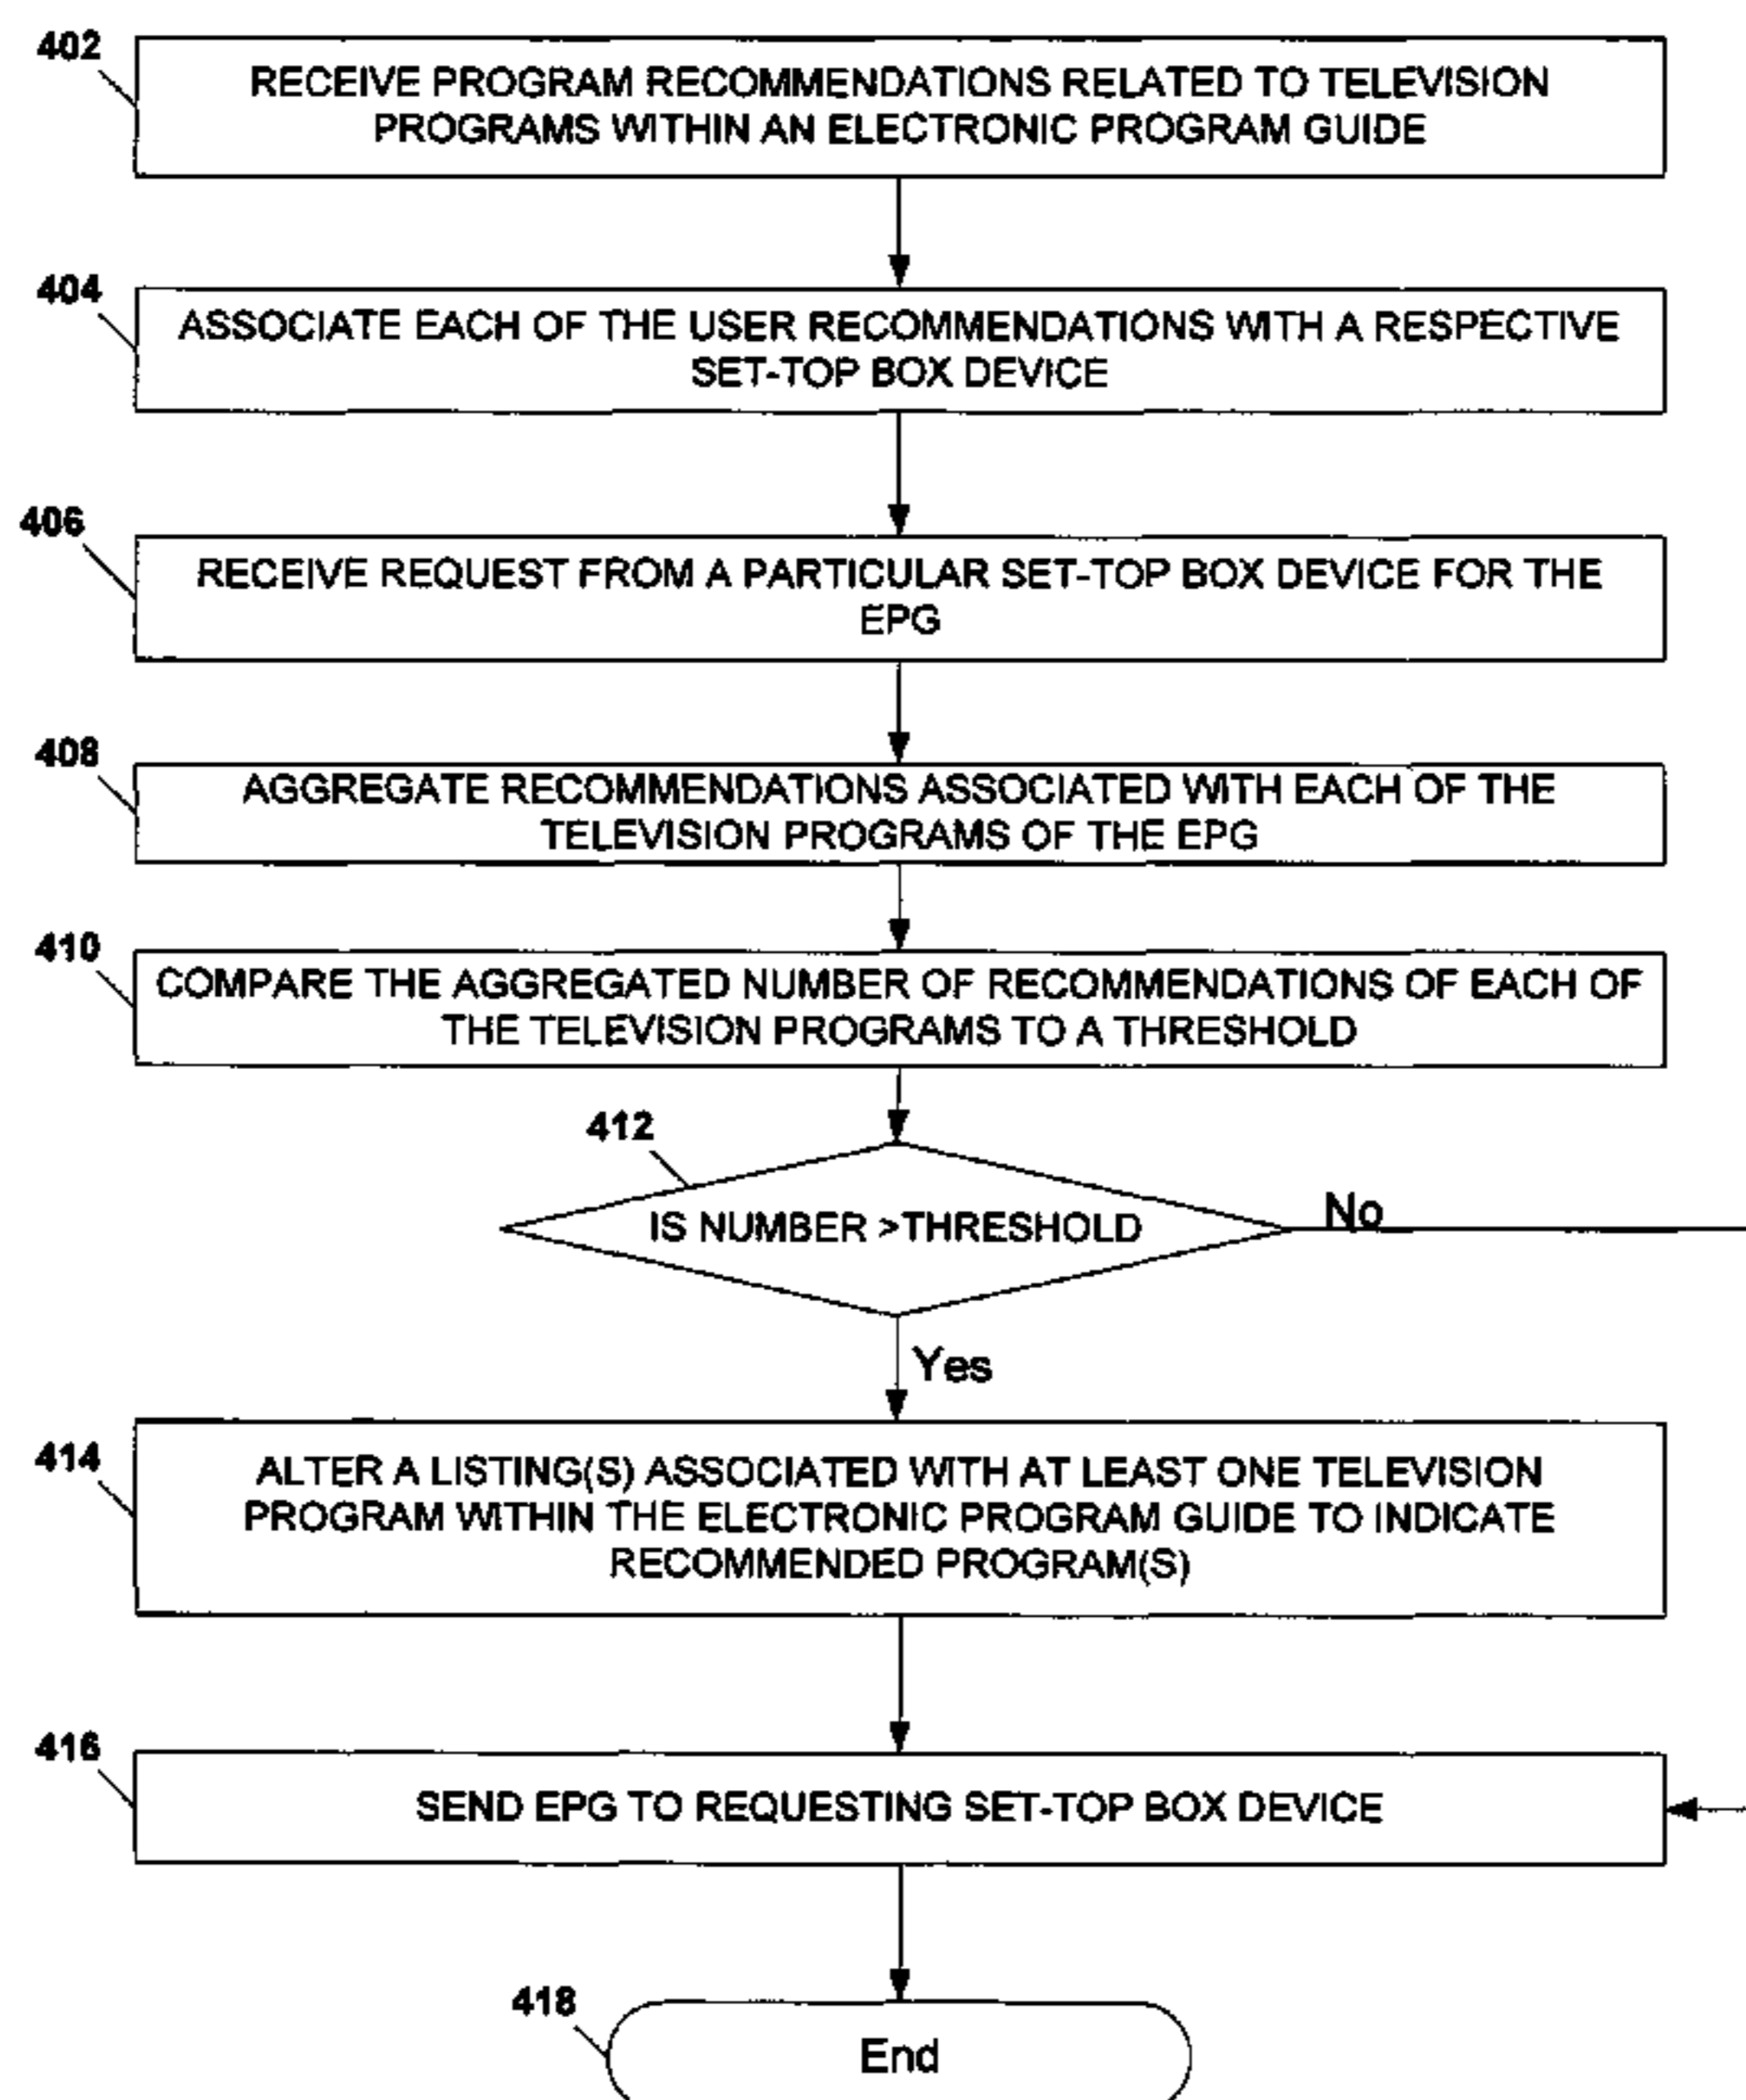 402
RECEIVE PROGRAM RECOMMENDATIONS RELATED TO TELEVISION
PROGRAMS WITHIN AN ELECTRONIC PROGRAM GUIDE
404
ASSOCIATE EACH OF THE USER RECOMMENDATIONS WITH A RESPECTIVE
SET-TOP BOX DEVICE
406
RECEIVE REQUEST FROM A PARTICULAR SET-TOP BOX DEVICE FOR THE
EPG
408
AGGREGATE RECOMMENDATIONS ASSOCIATED WITH EACH OF THE
TELEVISION PROGRAMS OF THE EPG
410
COMPARE THE AGGREGATED NUMBER OF RECOMMENDATIONS OF EACH OF
THE TELEVISION PROGRAMS TO A THRESHOLD
412
IS NUMBER >THRESHOLD
No
Yes
414
ALTER A LISTING(S) ASSOCIATED WITH AT LEAST ONE TELEVISION
PROGRAM WITHIN THE ELECTRONIC PROGRAM GUIDE TO INDICATE
RECOMMENDED PROGRAM(S)
416
SEND EPG TO REQUESTING SET-TOP BOX DEVICE
418
End